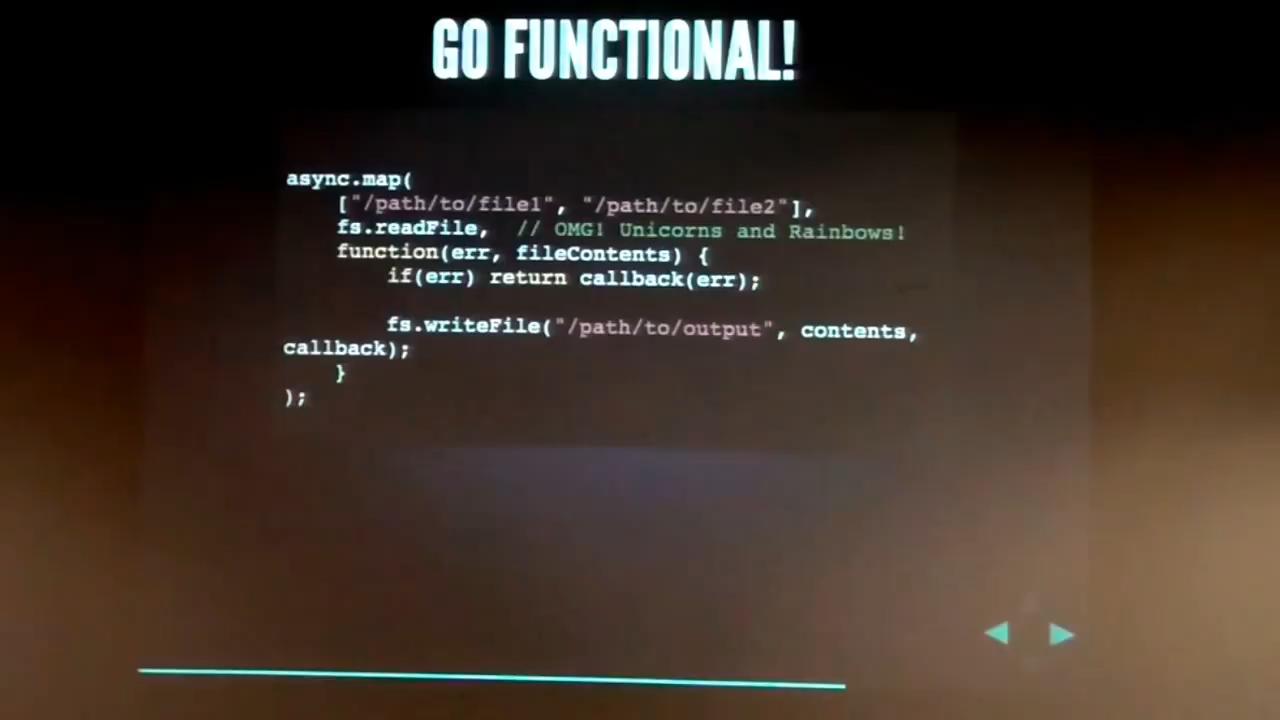 GO FUNCTIONAL!
async.map(
["/path/to/file1", "/path/to/file2"],
fs.readFile, // OMG! Unicorns and Rainbows!
function(err, fileContents) {
if(err) return callback(err);
fs.writeFile("/path/to/output", contents,
callback);
}
);